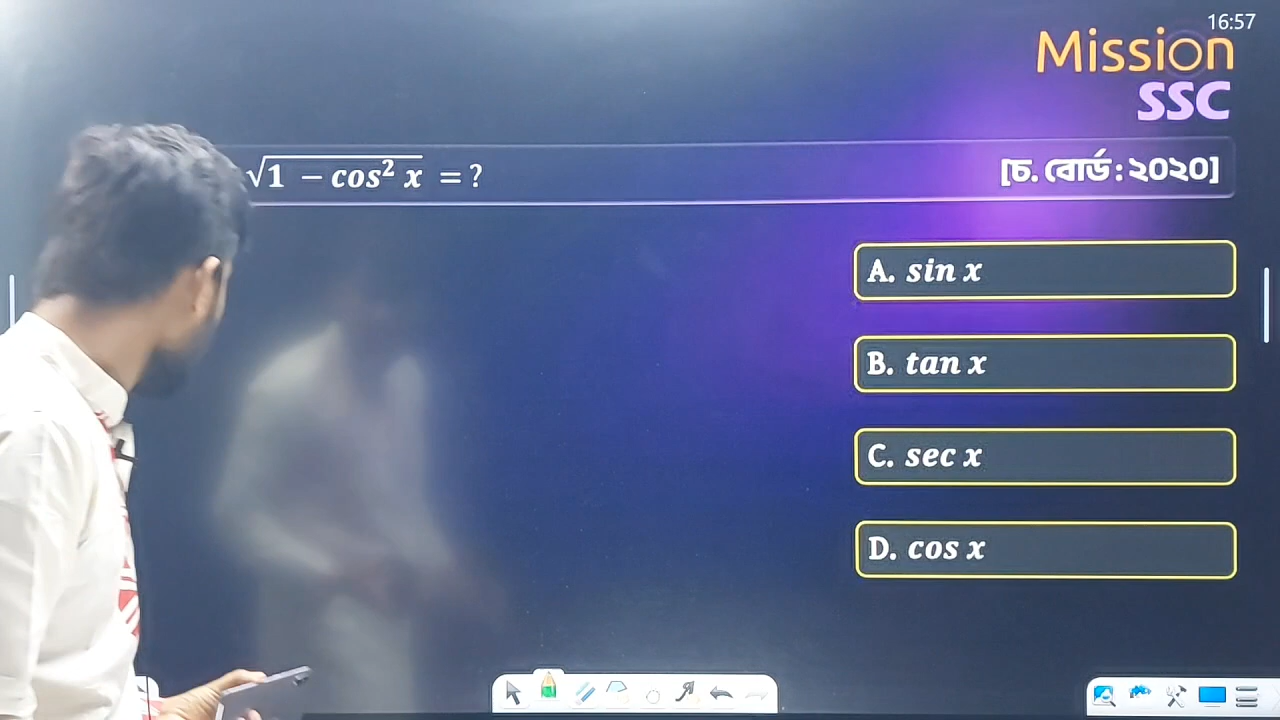 16:57
Mission
SSC
√1 − cos² x = ? [চ. বোর্ড : ২০২০]
A. sin x
B. tan x
C. sec x
D. cos x